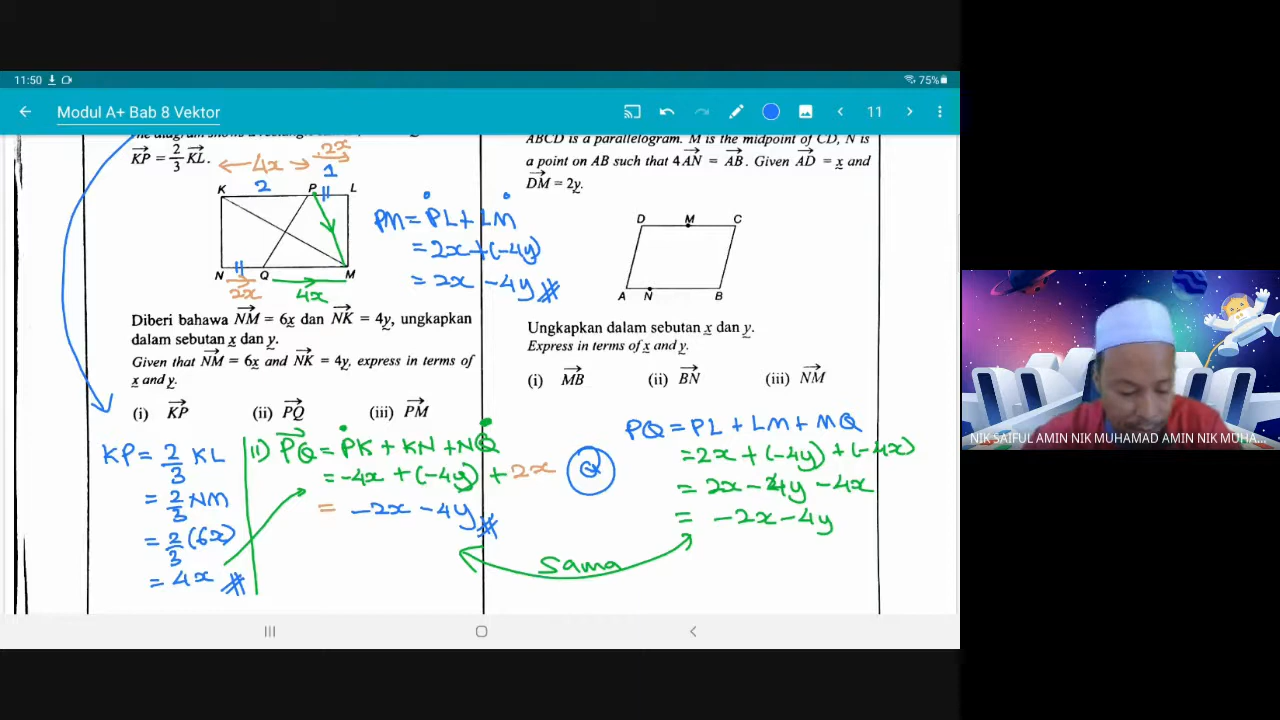 11:50
75%
Modul A+ Bab 8 Vektor
11
KP = 2/3 KL.
4x
2x
2
1
K
P
L
N
Q
M
2x
4x
PM = PL + LM
= 2x + (-4y)
= 2x - 4y #
Diberi bahawa NM = 6x dan NK = 4y, ungkapkan
dalam sebutan x dan y.
Given that NM = 6x and NK = 4y, express in terms of
x and y.
(i) KP (ii) PQ (iii) PM
KP = 2/3 KL
= 2/3 NM
= 2/3 (6x)
= 4x #
ii) PQ = PK + KN + NQ
= -4x + (-4y) + 2x
= -2x - 4y #
Q
ABCD is a parallelogram. M is the midpoint of CD, N is
a point on AB such that 4AN = AB. Given AD = x and
DM = 2y.
D
M
C
A
N
B
Ungkapkan dalam sebutan x dan y.
Express in terms of x and y.
(i) MB (ii) BN (iii) NM
PQ = PL + LM + MQ
= 2x + (-4y) + (-4x)
= 2x - 4y - 4x
= -2x - 4y
Sama
NIK SAIFUL AMIN NIK MUHAMAD AMIN NIK MUHA...